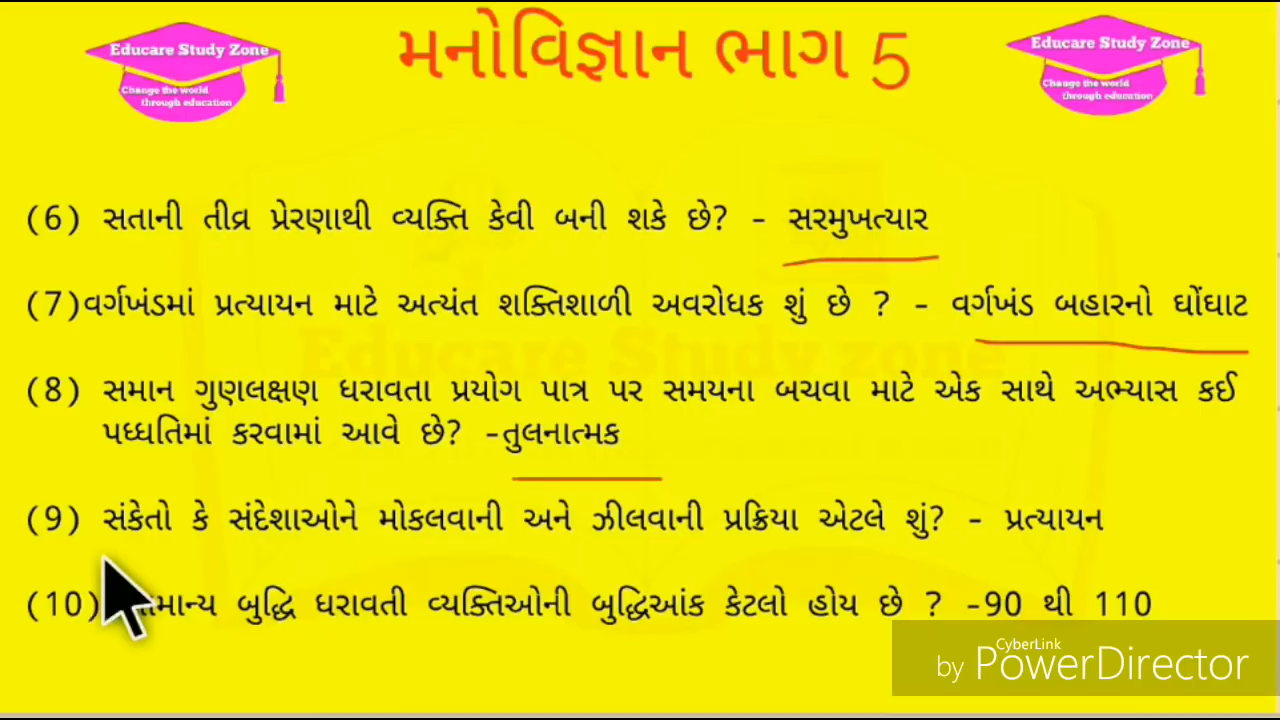 Educare Study Zone
Change the world
through education
મનોવિજ્ઞાન ભાગ 5
Educare Study Zone
Change the world
through education
(6) સતાની તીવ્ર પ્રેરણાથી વ્યક્તિ કેવી બની શકે છે? - સરમુખત્યાર
(7)વર્ગખંડમાં પ્રત્યાયન માટે અત્યંત શક્તિશાળી અવરોધક શું છે ? - વર્ગખંડ બહારનો ઘોંઘાટ
Educare Study zone
(8) સમાન ગુણલક્ષણ ધરાવતા પ્રયોગ પાત્ર પર સમયના બચવા માટે એક સાથે અભ્યાસ કઈ
પધ્ધતિમાં કરવામાં આવે છે? -તુલનાત્મક
(9) સંકેતો કે સંદેશાઓને મોકલવાની અને ઝીલવાની પ્રક્રિયા એટલે શું? - પ્રત્યાયન
(10) બુદ્ધિ ધરાવતી વ્યક્તિઓની બુદ્ધિઆંક કેટલો હોય છે ? -90 થી 110
CyberLink
by PowerDirector